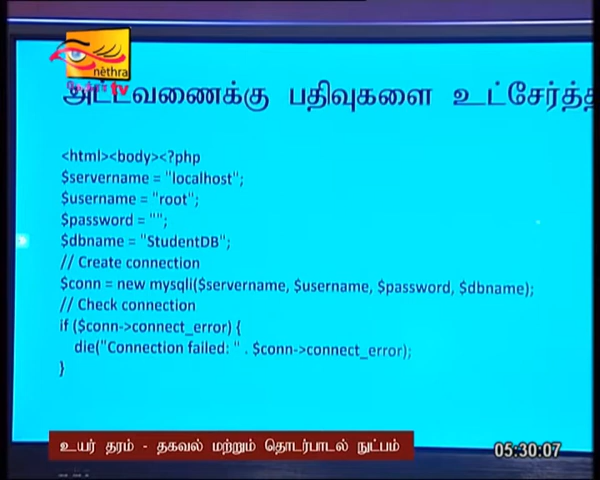 nèthra
tv
அட்டவணைக்கு பதிவுகளை
<html><body><?php
$servername = "localhost";
$username = "root";
$password = "";
$dbname = "StudentDB";
// Create connection
$conn = new mysqli($servername, $username, $password, $dbname);
// Check connection
if ($conn->connect_error) {
die("Connection failed: " . $conn->connect_error);
}
உயர் தரம் - தகவல் மற்றும் தொடர்பாடல் நுட்பம்
05:30:07